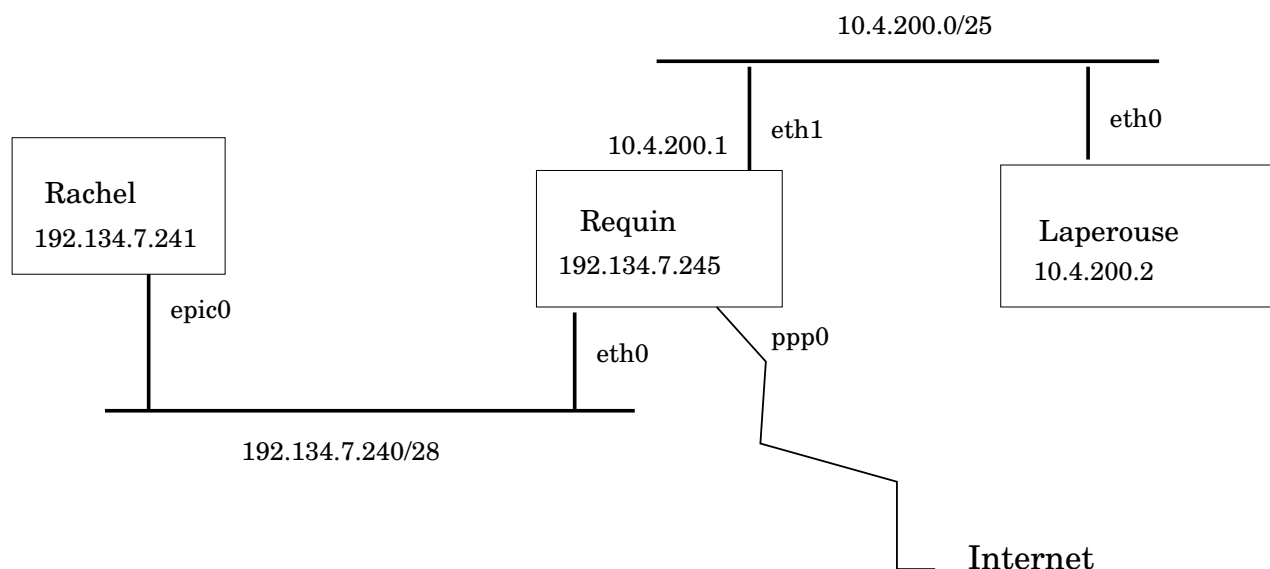 10.4.200.0/25
eth1
eth0
10.4.200.1
Rachel
192.134.7.241
Requin
192.134.7.245
Laperouse
10.4.200.2
epic0
ppp0
eth0
192.134.7.240/28
Internet